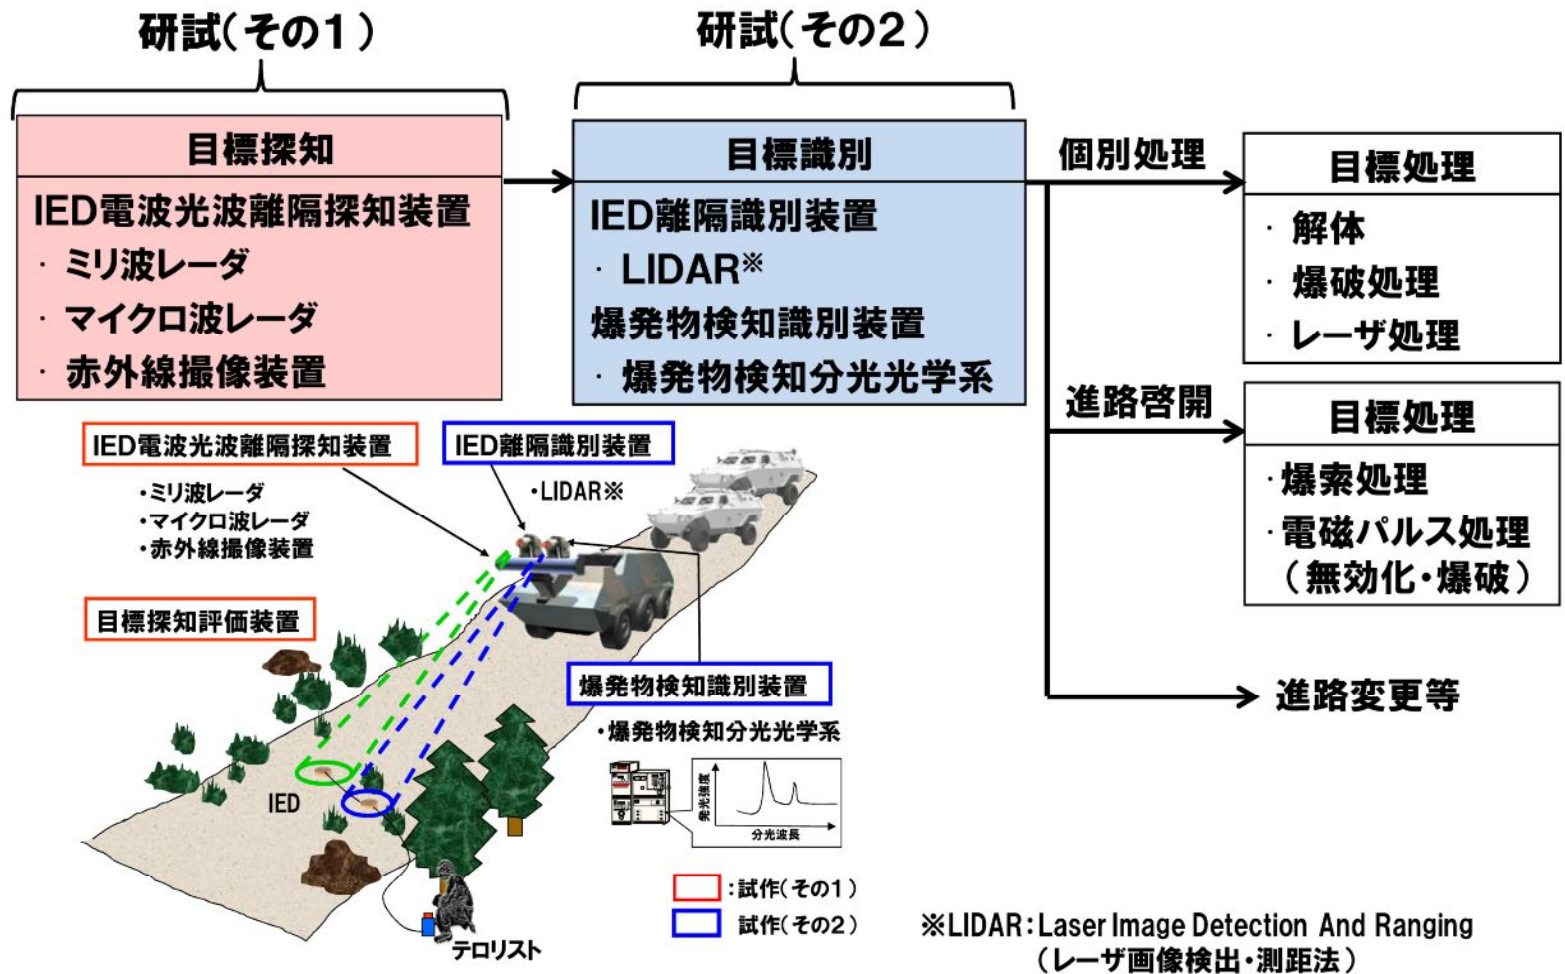 研試(その1)
研試(その2)
目標探知
IED電波光波離隔探知装置
・ミリ波レーダ
・マイクロ波レーダ
・赤外線撮像装置
目標識別
IED離隔識別装置
・LIDAR※
爆発物検知識別装置
・爆発物検知分光光学系
個別処理
目標処理
・解体
・爆破処理
・レーザ処理
進路啓開
目標処理
・爆索処理
・電磁パルス処理
(無効化・爆破)
進路変更等
IED電波光波離隔探知装置
・ミリ波レーダ
・マイクロ波レーダ
・赤外線撮像装置
IED離隔識別装置
・LIDAR※
目標探知評価装置
爆発物検知識別装置
・爆発物検知分光光学系
発光強度
分光波長
IED
テロリスト
:試作(その1)
試作(その2)
※LIDAR:Laser Image Detection And Ranging
(レーザ画像検出・測距法)